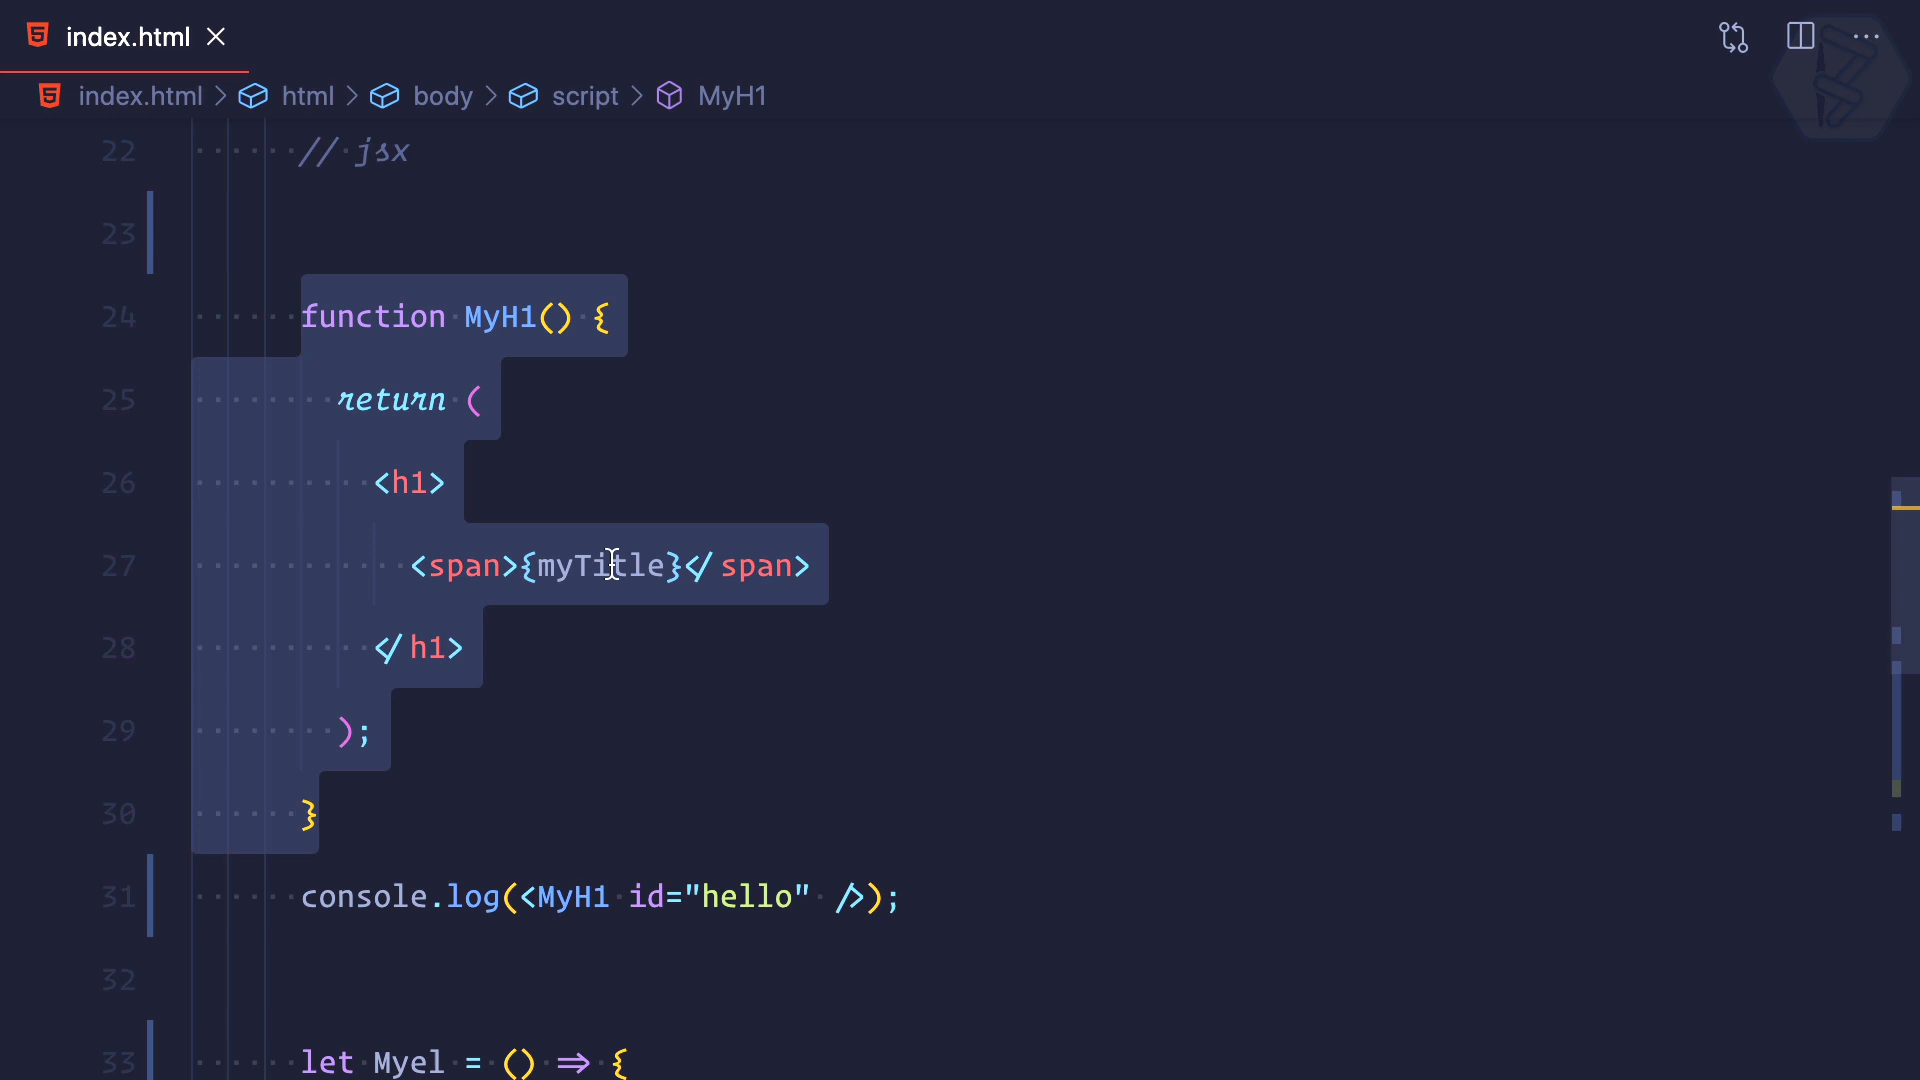 index.html
index.html > html > body > script > MyH1
22 // jsx
23
24 function MyH1() {
25 return (
26 <h1>
27 <span>{myTitle}</span>
28 </h1>
29 );
30 }
31 console.log(<MyH1 id="hello" />);
32
33 let Myel = () => {